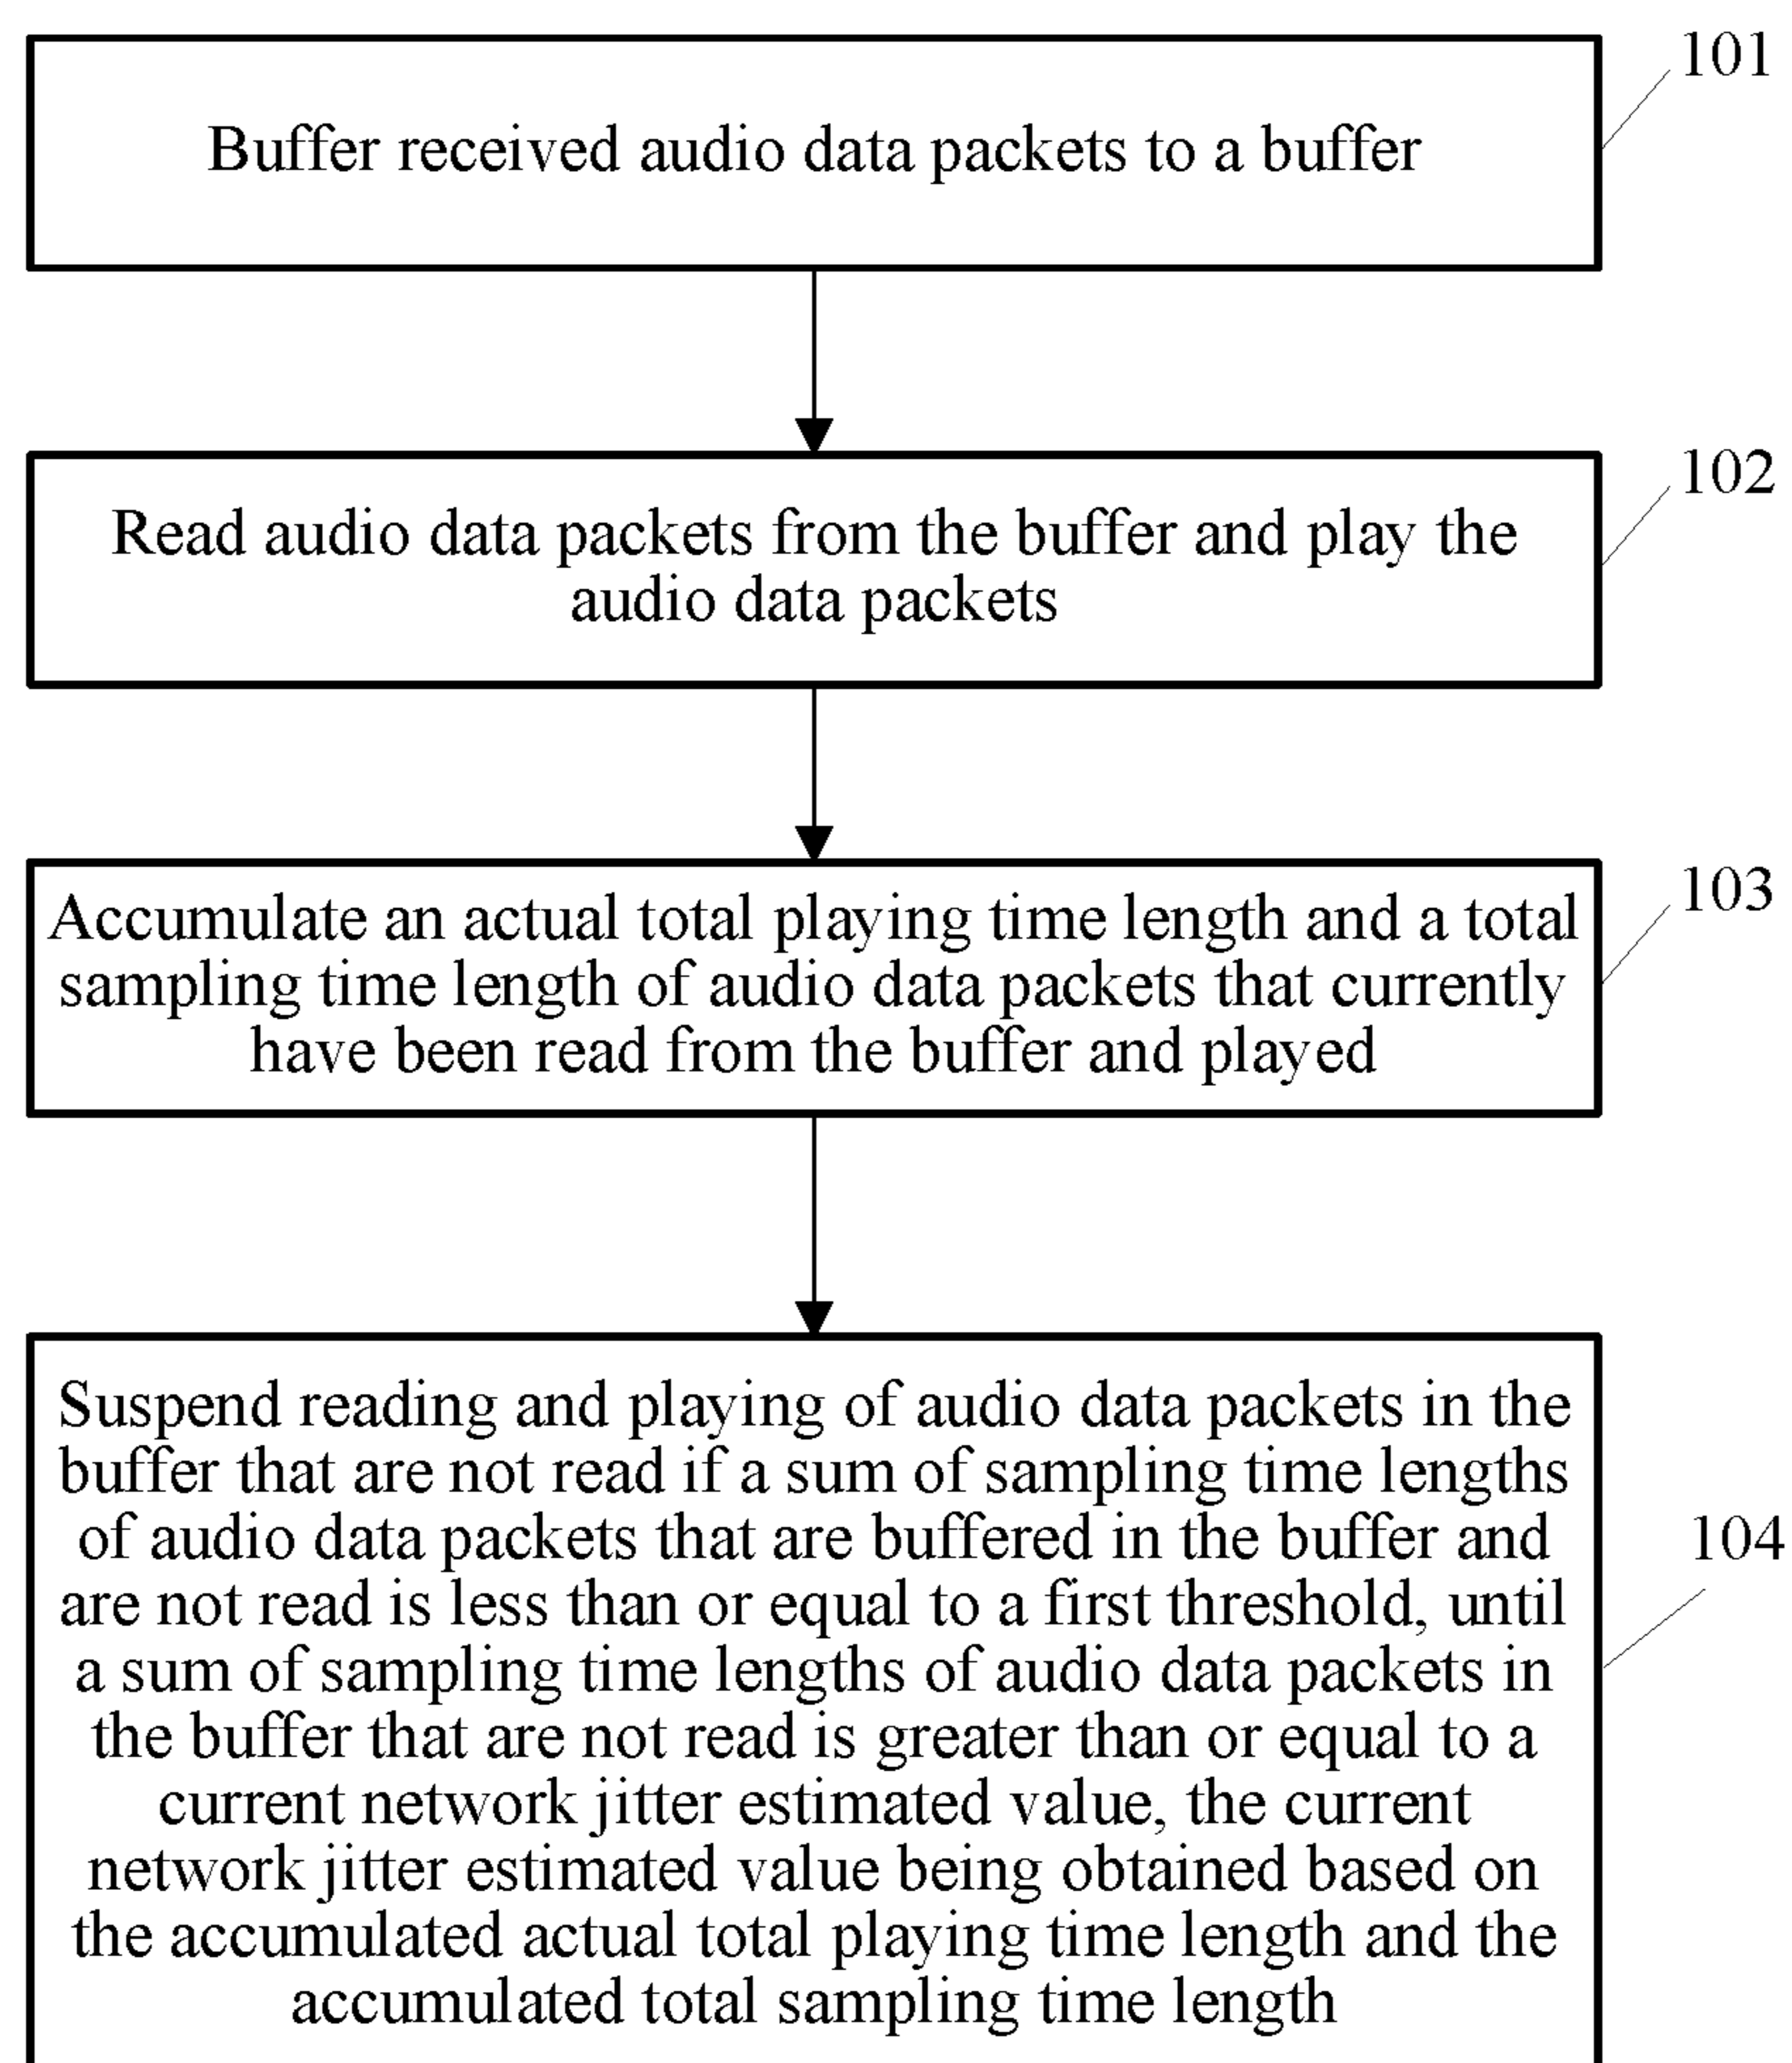 101
Buffer received audio data packets to a buffer
102
Read audio data packets from the buffer and play the
audio data packets
103
Accumulate an actual total playing time length and a total
sampling time length of audio data packets that currently
have been read from the buffer and played
Suspend reading and playing of audio data packets in the
buffer that are not read if a sum of sampling time lengths
of audio data packets that are buffered in the buffer and
104
are not read is less than or equal to a first threshold, until
a sum of sampling time lengths of audio data packets in
the buffer that are not read is greater than or equal to a
current network jitter estimated value, the current
network jitter estimated value being obtained based on
the accumulated actual total playing time length and the
accumulated total sampling time length